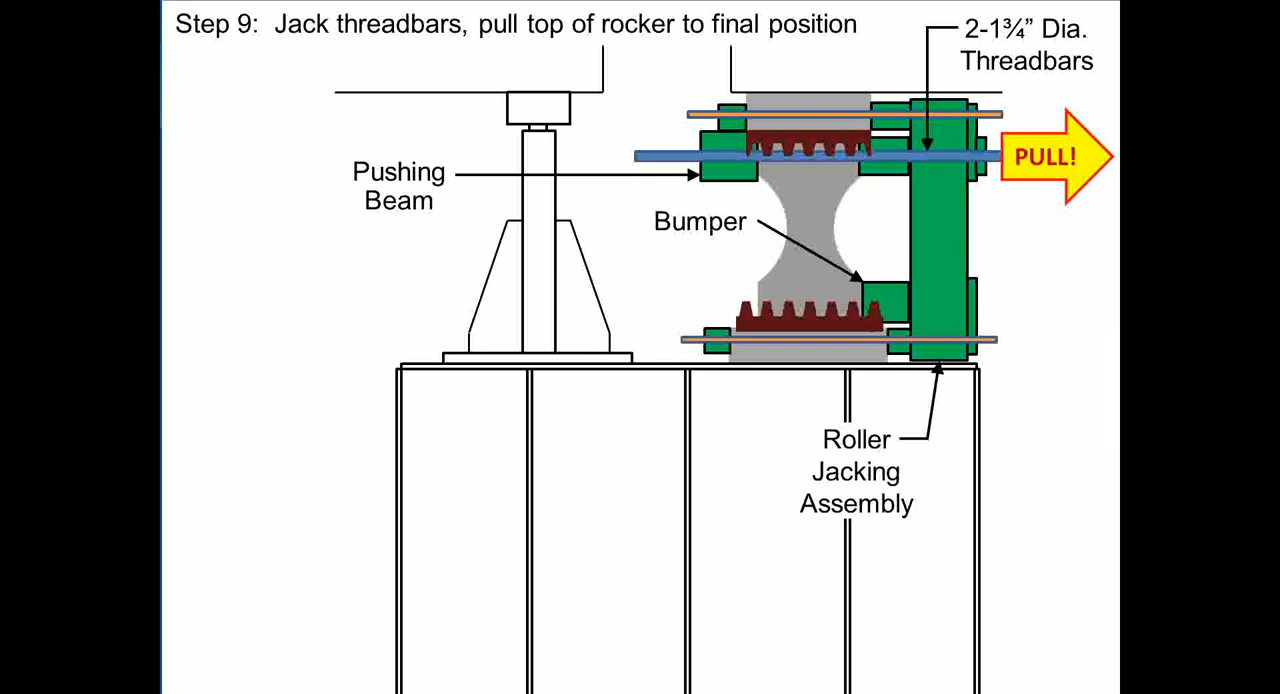 Step 9: Jack threadbars, pull top of rocker to final position
2-1¾” Dia.
Threadbars
PULL!
Pushing
Beam
Bumper
Roller
Jacking
Assembly